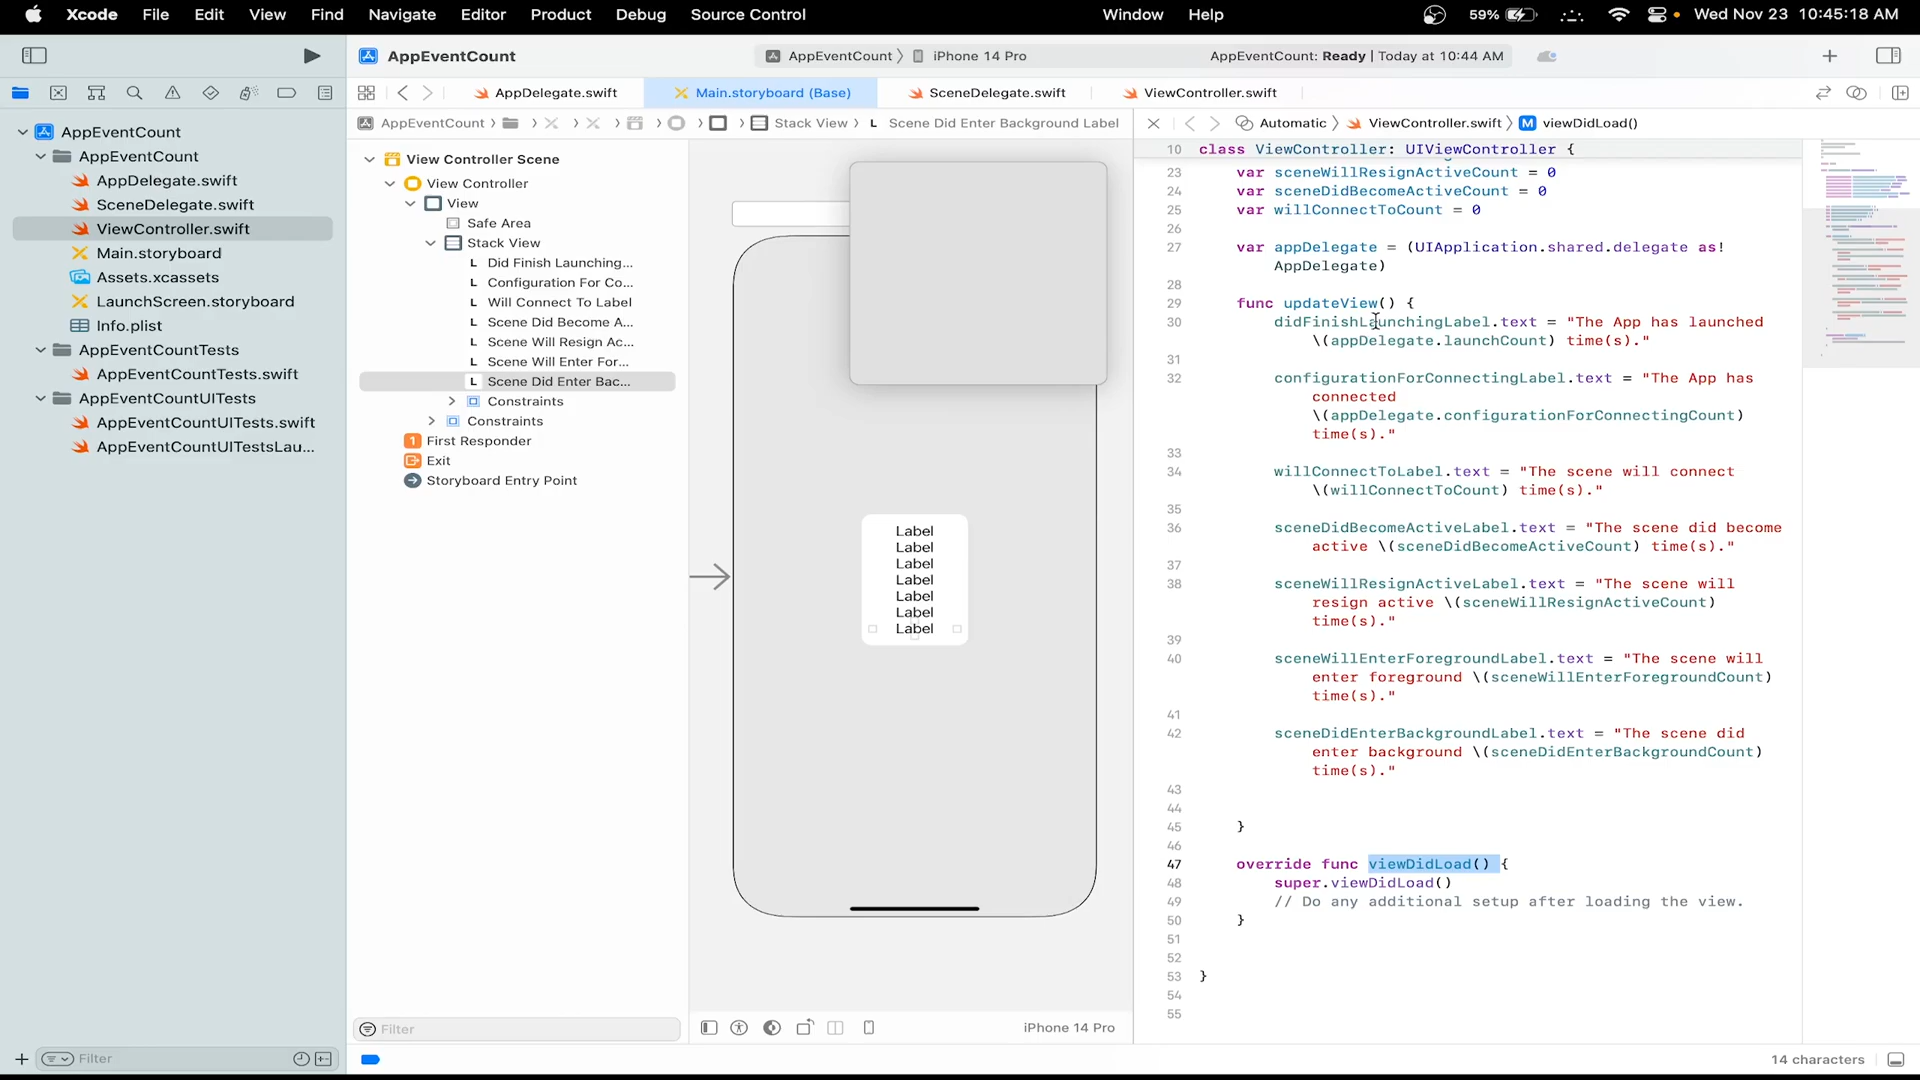 Xcode File Edit View Find Navigate Editor Product Debug Source Control Window Help 59% Wed Nov 23 10:45:18 AM
AppEventCount AppEventCount 〉 iPhone 14 Pro AppEventCount: Ready | Today at 10:44 AM
AppDelegate.swift Main.storyboard (Base) SceneDelegate.swift ViewController.swift
AppEventCount Stack View L Scene Did Enter Background Label
Automatic 〉 ViewController.swift 〉 M viewDidLoad()
AppEventCount
AppEventCount
AppDelegate.swift
SceneDelegate.swift
ViewController.swift
Main.storyboard
Assets.xcassets
LaunchScreen.storyboard
Info.plist
AppEventCountTests
AppEventCountTests.swift
AppEventCountUITests
AppEventCountUITests.swift
AppEventCountUITestsLau...
Filter
View Controller Scene
View Controller
View
Safe Area
Stack View
L Did Finish Launching...
L Configuration For Co...
L Will Connect To Label
L Scene Did Become A...
L Scene Will Resign Ac...
L Scene Will Enter For...
L Scene Did Enter Bac...
Constraints
Constraints
1 First Responder
Exit
Storyboard Entry Point
Filter
Label
Label
Label
Label
Label
Label
Label
iPhone 14 Pro
10 class ViewController: UIViewController {
23 var sceneWillResignActiveCount = 0
24 var sceneDidBecomeActiveCount = 0
25 var willConnectToCount = 0
26
27 var appDelegate = (UIApplication.shared.delegate as!
AppDelegate)
28
29 func updateView() {
30 didFinishLaunchingLabel.text = "The App has launched
\(appDelegate.launchCount) time(s)."
31
32 configurationForConnectingLabel.text = "The App has
connected
\(appDelegate.configurationForConnectingCount)
time(s)."
33
34 willConnectToLabel.text = "The scene will connect
\(willConnectToCount) time(s)."
35
36 sceneDidBecomeActiveLabel.text = "The scene did become
active \(sceneDidBecomeActiveCount) time(s)."
37
38 sceneWillResignActiveLabel.text = "The scene will
resign active \(sceneWillResignActiveCount)
time(s)."
39
40 sceneWillEnterForegroundLabel.text = "The scene will
enter foreground \(sceneWillEnterForegroundCount)
time(s)."
41
42 sceneDidEnterBackgroundLabel.text = "The scene did
enter background \(sceneDidEnterBackgroundCount)
time(s)."
43
44
45 }
46
47 override func viewDidLoad() {
48 super.viewDidLoad()
49 // Do any additional setup after loading the view.
50 }
51
52
53 }
54
55
14 characters